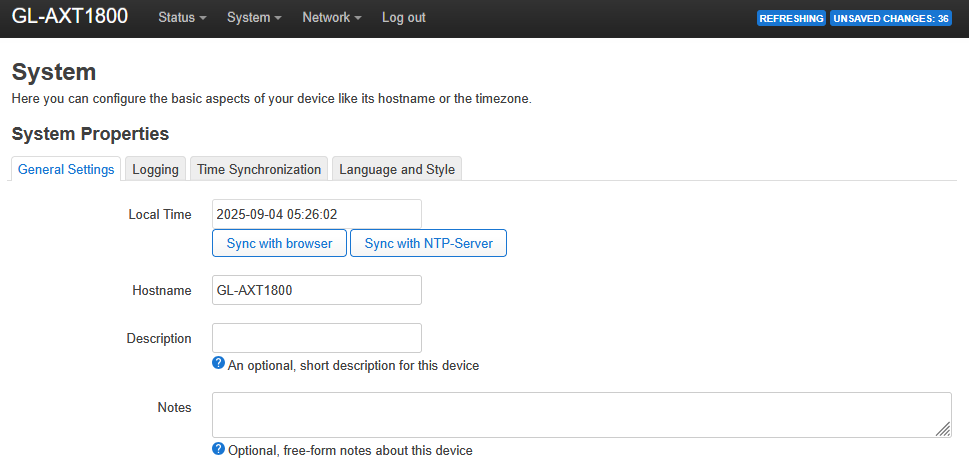 GL-AXT1800 Status System Network Log out REFRESHING UNSAVED CHANGES: 36
System
Here you can configure the basic aspects of your device like its hostname or the timezone.
System Properties
General Settings Logging Time Synchronization Language and Style
Local Time 2025-09-04 05:26:02
Sync with browser Sync with NTP-Server
Hostname GL-AXT1800
Description
An optional, short description for this device
Notes
Optional, free-form notes about this device